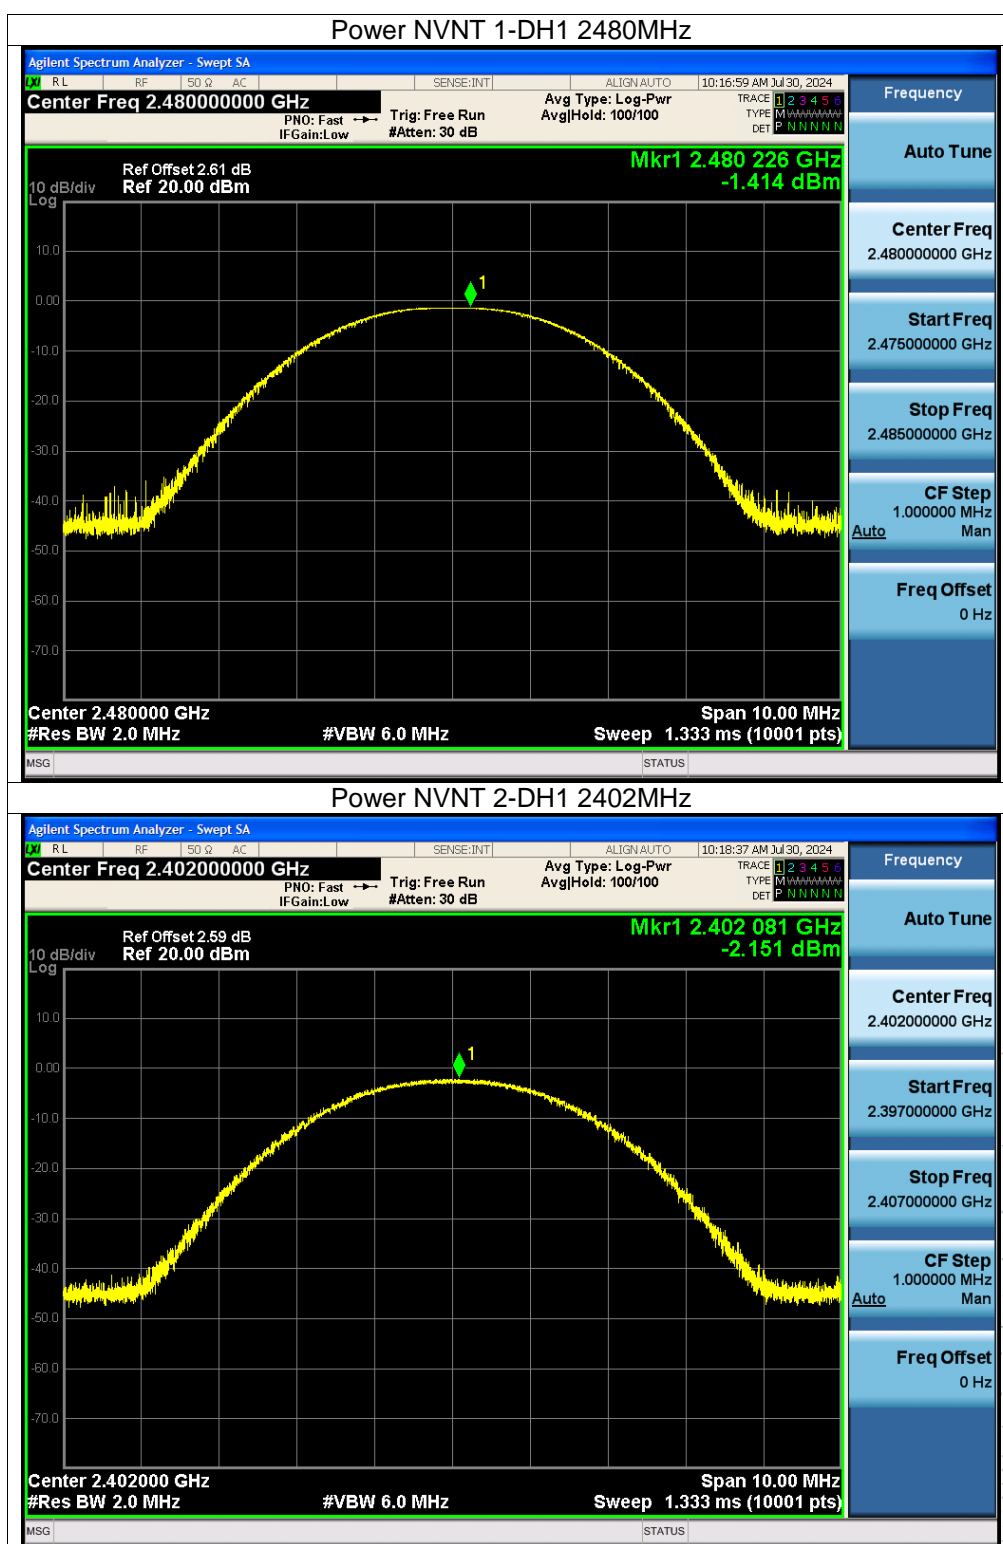 Power NVNT 1-DH1 2480MHz
Agilent Spectrum Analyzer - Swept SA
LXI RL RF 50 Ω AC SENSE:INT ALIGN AUTO 10:16:59 AM Jul 30, 2024
Center Freq 2.480000000 GHz
PNO: Fast
IFGain:Low
Trig: Free Run
#Atten: 30 dB
Avg Type: Log-Pwr
Avg|Hold: 100/100
TRACE 1 2 3 4 5 6
TYPE M WWWWW
DET P N N N N N
Frequency
Auto Tune
Mkr1 2.480 226 GHz
-1.414 dBm
Ref Offset 2.61 dB
10 dB/div Ref 20.00 dBm
Log
10.0
0.00
-10.0
-20.0
-30.0
-40.0
-50.0
-60.0
-70.0
1
Center Freq
2.480000000 GHz
Start Freq
2.475000000 GHz
Stop Freq
2.485000000 GHz
CF Step
1.000000 MHz
Auto Man
Freq Offset
0 Hz
Center 2.480000 GHz Span 10.00 MHz
#Res BW 2.0 MHz #VBW 6.0 MHz Sweep 1.333 ms (10001 pts)
MSG STATUS
Power NVNT 2-DH1 2402MHz
Agilent Spectrum Analyzer - Swept SA
LXI RL RF 50 Ω AC SENSE:INT ALIGN AUTO 10:18:37 AM Jul 30, 2024
Center Freq 2.402000000 GHz
PNO: Fast
IFGain:Low
Trig: Free Run
#Atten: 30 dB
Avg Type: Log-Pwr
Avg|Hold: 100/100
TRACE 1 2 3 4 5 6
TYPE M WWWWW
DET P N N N N N
Frequency
Auto Tune
Mkr1 2.402 081 GHz
-2.151 dBm
Ref Offset 2.59 dB
10 dB/div Ref 20.00 dBm
Log
10.0
0.00
-10.0
-20.0
-30.0
-40.0
-50.0
-60.0
-70.0
1
Center Freq
2.402000000 GHz
Start Freq
2.397000000 GHz
Stop Freq
2.407000000 GHz
CF Step
1.000000 MHz
Auto Man
Freq Offset
0 Hz
Center 2.402000 GHz Span 10.00 MHz
#Res BW 2.0 MHz #VBW 6.0 MHz Sweep 1.333 ms (10001 pts)
MSG STATUS